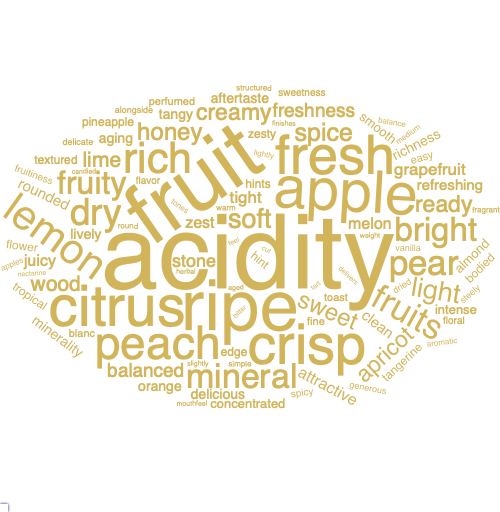 structured
sweetness
perfumed
aftertaste
alongside
tangy
creamy
freshness
pineapple
finishes
smooth
balance
medium
delicate
aging
honey
warm
zesty
spice
richness
easy
textured
lime
rich
fruit
lightly
fresh
grapefruit
fruitiness
candied
fruity
flavor
hints
apple
refreshing
rounded
dry
tones
tight
ready
fragrant
lemon
round
zest
soft
melon
bright
flower
lively
acidity
feel
cut
weight
vanilla
almond
apples
juicy
stone
hint
pear
bodied
nectarine
herbal
delivers
wood
aged
tart
dried
light
steely
tropical
citrus
ripe
bitter
sweet
toast
fruits
intense
minerality
blanc
fine
clean
floral
peach
edge
crisp
apricot
aromatic
balanced
slightly
simple
tangerine
orange
mineral
attractive
generous
delicious
spicy
mouthfeel
concentrated